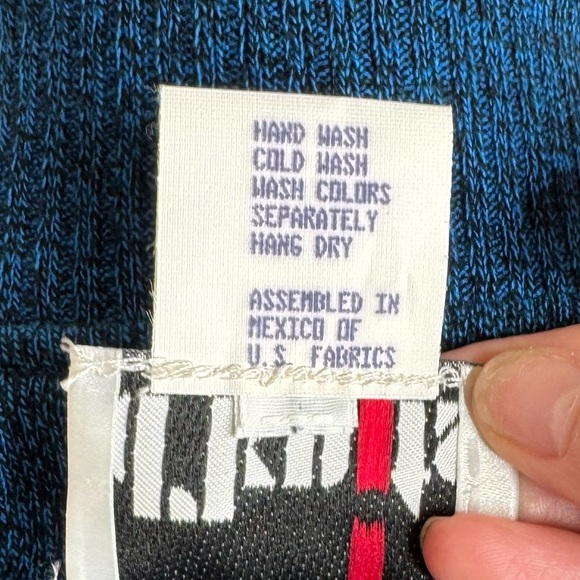 HAND WASH
COLD WASH
WASH COLORS
SEPARATELY
HANG DRY
ASSEMBLED IN
MEXICO OF
U.S. FABRICS